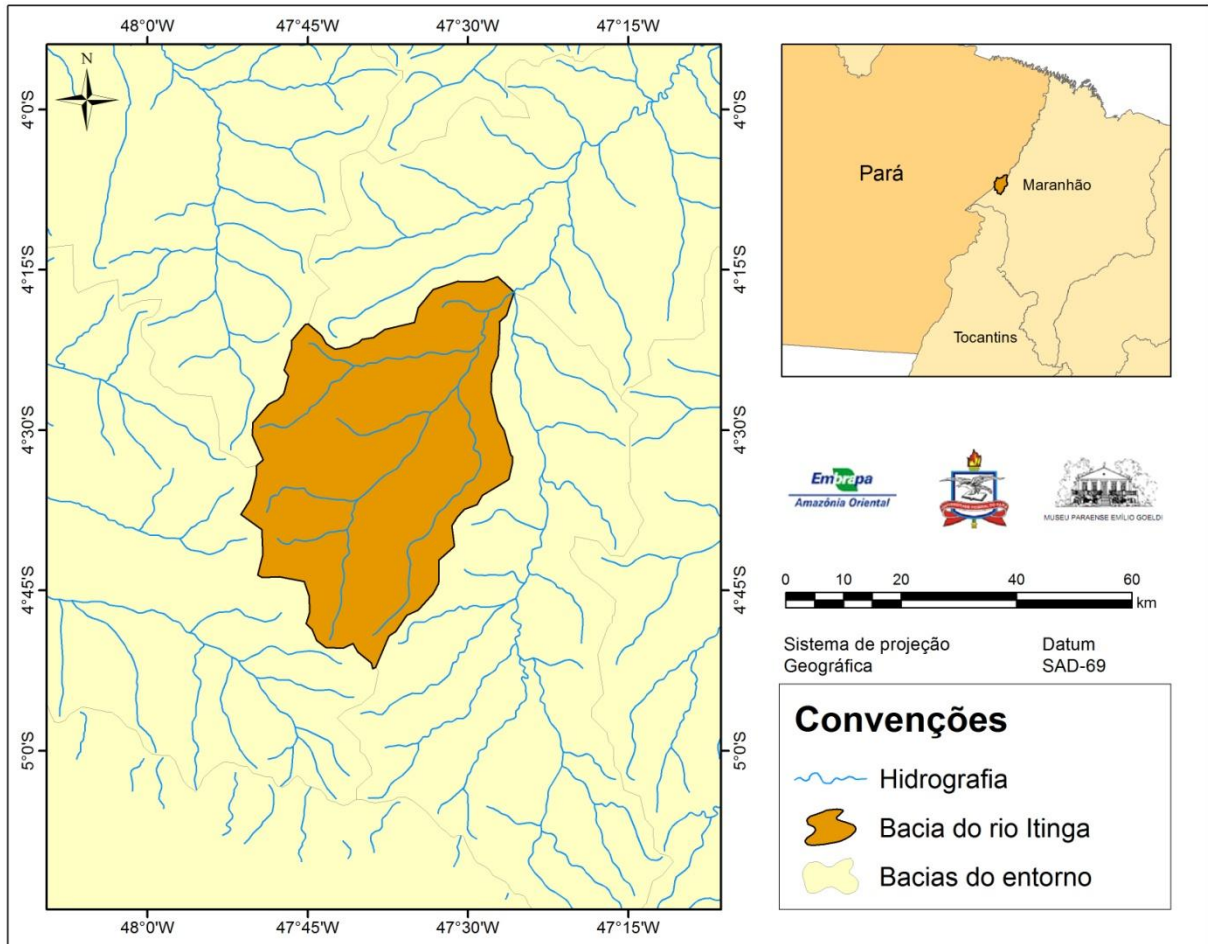 48°0'W 47°45'W 47°30'W 47°15'W
N
4°0'S
4°15'S
4°30'S
4°45'S
5°0'S
4°0'S
4°15'S
4°30'S
4°45'S
5°0'S
48°0'W 47°45'W 47°30'W 47°15'W
Pará
Maranhão
Tocantins
Embrapa
Amazônia Oriental
MUSEU PARAENSE EMÍLIO GOELDI
0 10 20 40 60
km
Sistema de projeção
Geográfica
Datum
SAD-69
Convenções
Hidrografia
Bacia do rio Itinga
Bacias do entorno